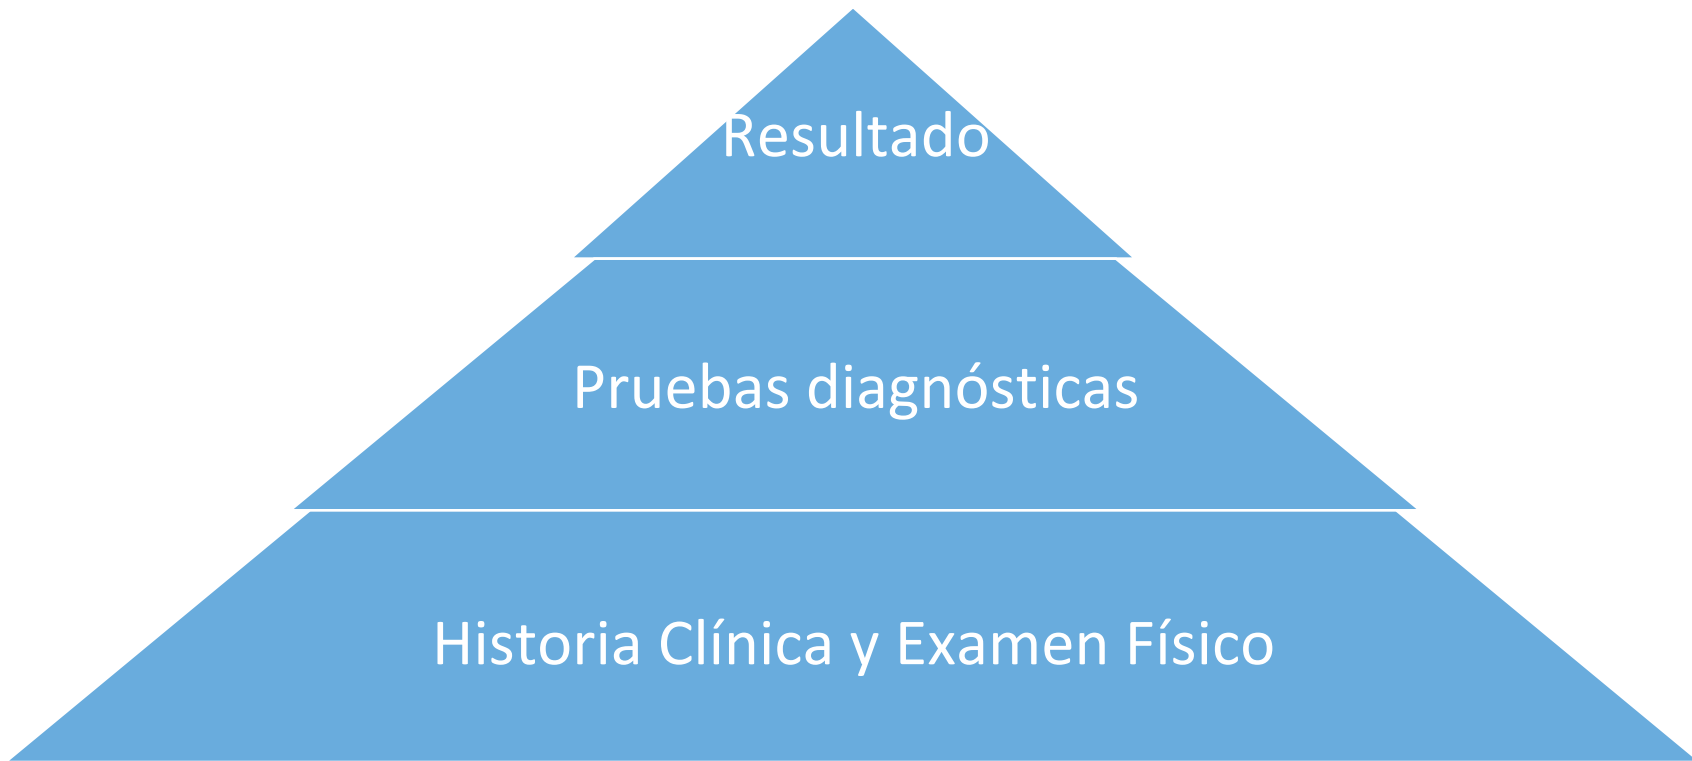 Resultado
Pruebas diagnósticas
Historia Clínica y Examen Físico